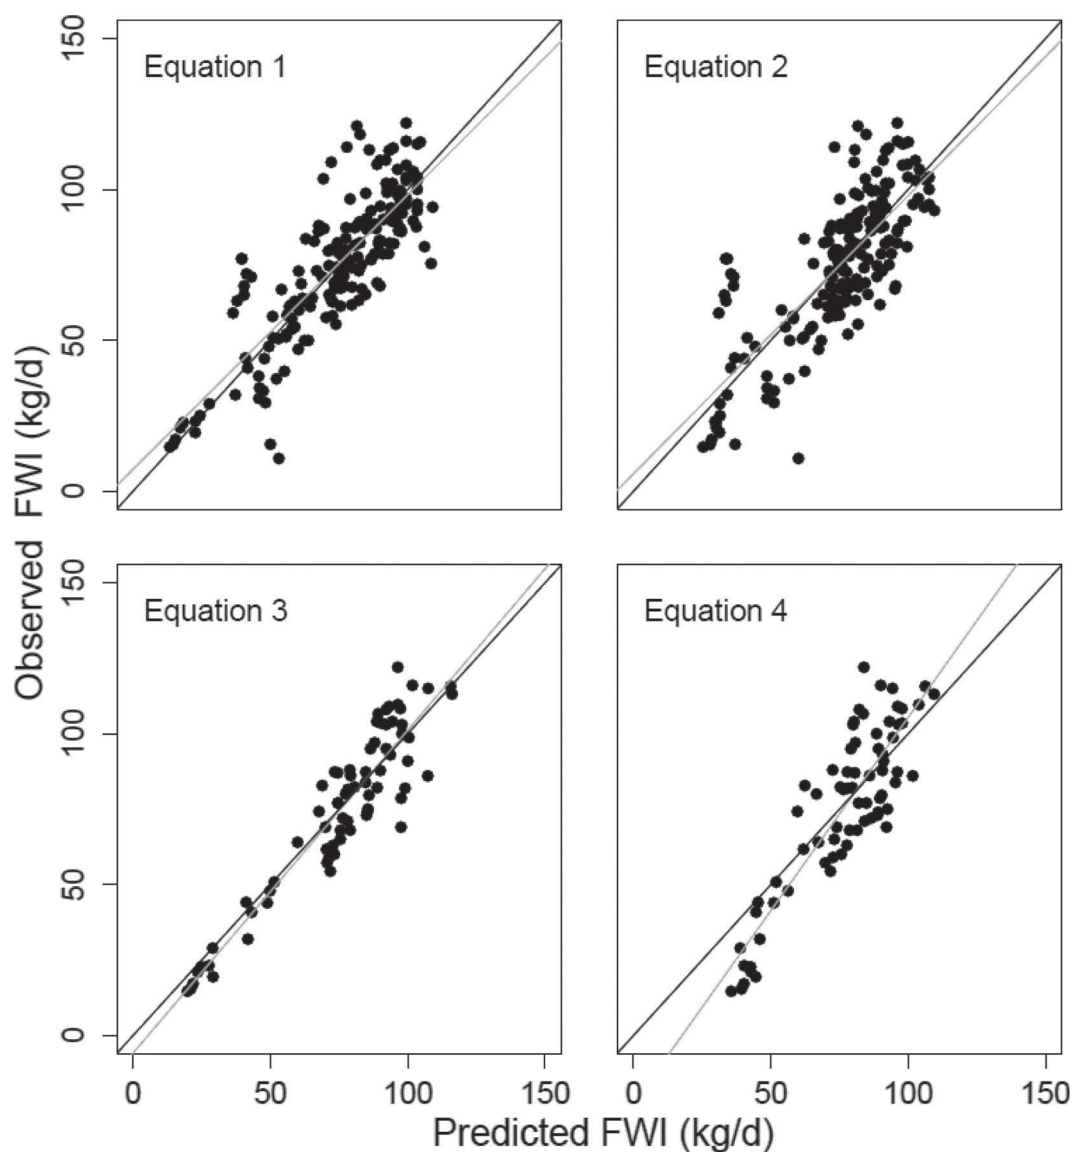 Equation 1
Equation 2
150
100
50
0
Equation 3
Equation 4
150
100
50
0
Observed FWI (kg/d)
0 50 100 150
0 50 100 150
Predicted FWI (kg/d)